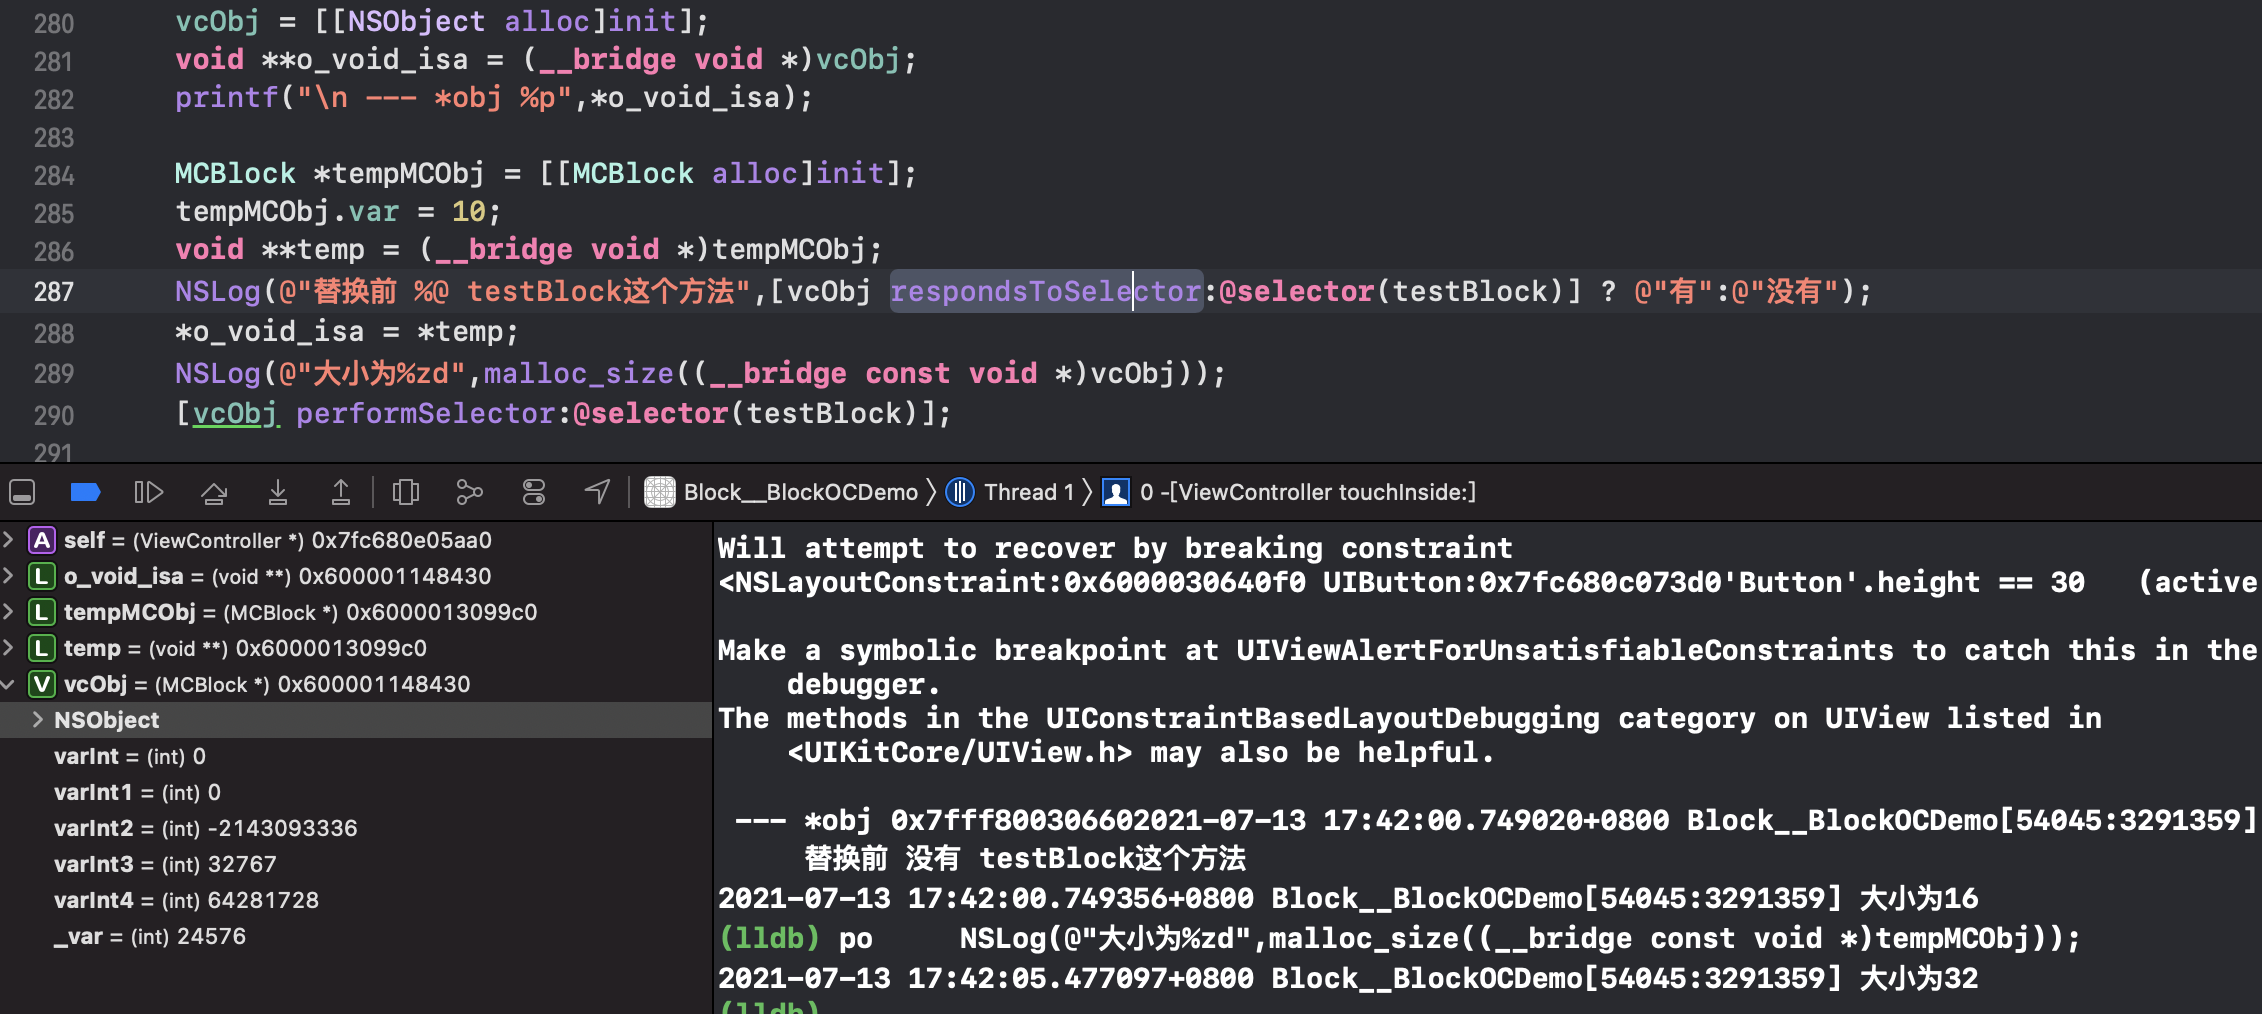 280 vcObj = [[NSObject alloc]init];
281 void **o_void_isa = (__bridge void *)vcObj;
282 printf("\n --- *obj %p",*o_void_isa);
283
284 MCBlock *tempMCObj = [[MCBlock alloc]init];
285 tempMCObj.var = 10;
286 void **temp = (__bridge void *)tempMCObj;
287 NSLog(@"替换前 %@ testBlock这个方法",[vcObj respondsToSelector:@selector(testBlock)] ? @"有":@"没有");
288 *o_void_isa = *temp;
289 NSLog(@"大小为%zd",malloc_size((__bridge const void *)vcObj));
290 [vcObj performSelector:@selector(testBlock)];
291
Block__BlockOCDemo 〉 Thread 1 〉 0 -[ViewController touchInside:]
A self = (ViewController *) 0x7fc680e05aa0
L o_void_isa = (void **) 0x600001148430
L tempMCObj = (MCBlock *) 0x6000013099c0
L temp = (void **) 0x6000013099c0
V vcObj = (MCBlock *) 0x600001148430
NSObject
varInt = (int) 0
varInt1 = (int) 0
varInt2 = (int) -2143093336
varInt3 = (int) 32767
varInt4 = (int) 64281728
_var = (int) 24576
Will attempt to recover by breaking constraint
<NSLayoutConstraint:0x6000030640f0 UIButton:0x7fc680c073d0'Button'.height == 30 (active
Make a symbolic breakpoint at UIViewAlertForUnsatisfiableConstraints to catch this in the
debugger.
The methods in the UIConstraintBasedLayoutDebugging category on UIView listed in
<UIKitCore/UIView.h> may also be helpful.
--- *obj 0x7fff800306602021-07-13 17:42:00.749020+0800 Block__BlockOCDemo[54045:3291359]
替换前 没有 testBlock这个方法
2021-07-13 17:42:00.749356+0800 Block__BlockOCDemo[54045:3291359] 大小为16
(lldb) po NSLog(@"大小为%zd",malloc_size((__bridge const void *)tempMCObj));
2021-07-13 17:42:05.477097+0800 Block__BlockOCDemo[54045:3291359] 大小为32
(lldb)